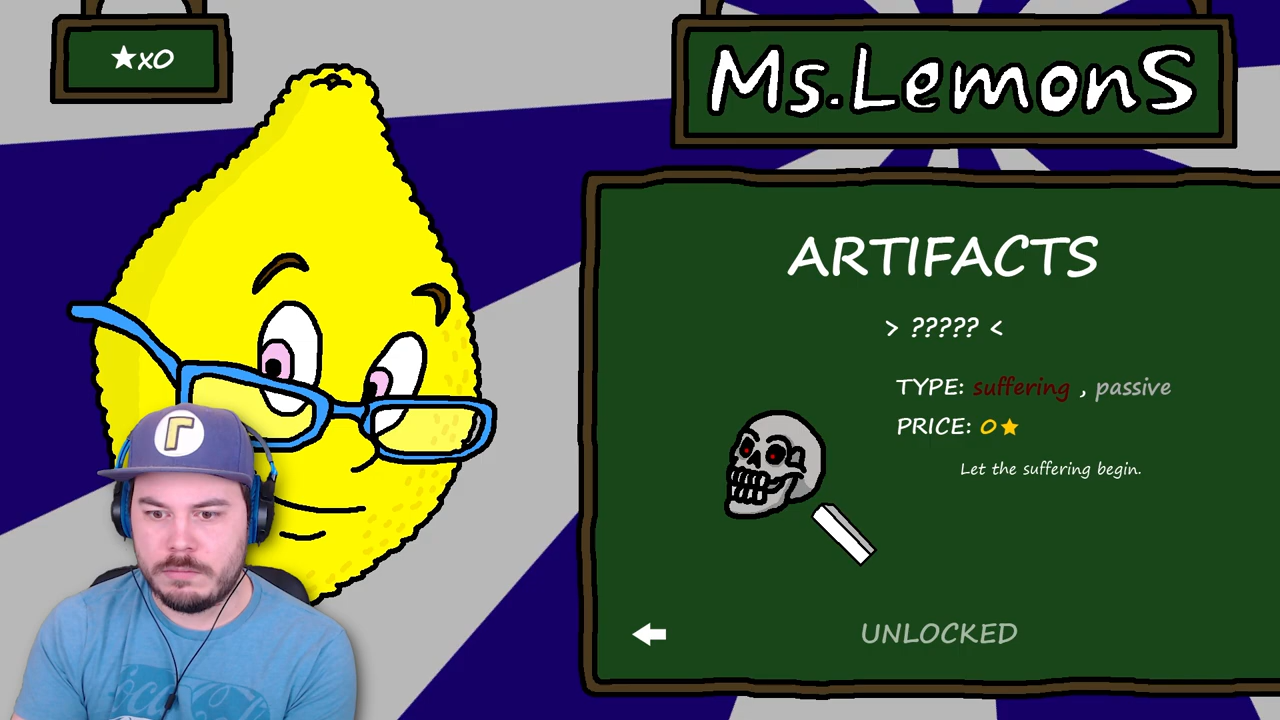 ★x0
Ms.LemonS
ARTIFACTS
> ????? <
TYPE: suffering , passive
PRICE: 0★
Let the suffering begin.
UNLOCKED